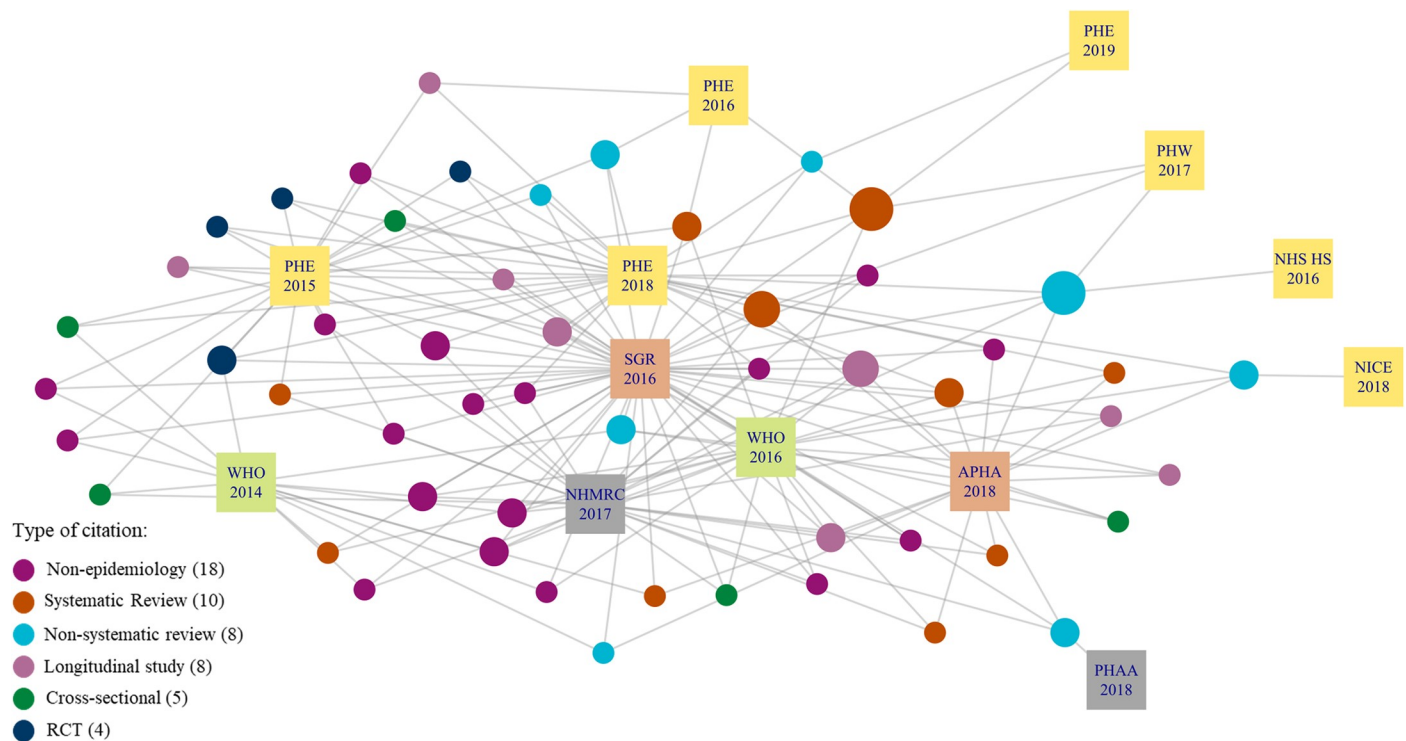 PHE
2019
PHE
2016
PHW
2017
NHS HS
2016
PHE
2015
PHE
2018
SGR
2016
NICE
2018
WHO
2016
WHO
2014
APHA
2018
NHMRC
2017
PHAA
2018
Type of citation:
Non-epidemiology (18)
Systematic Review (10)
Non-systematic review (8)
Longitudinal study (8)
Cross-sectional (5)
RCT (4)